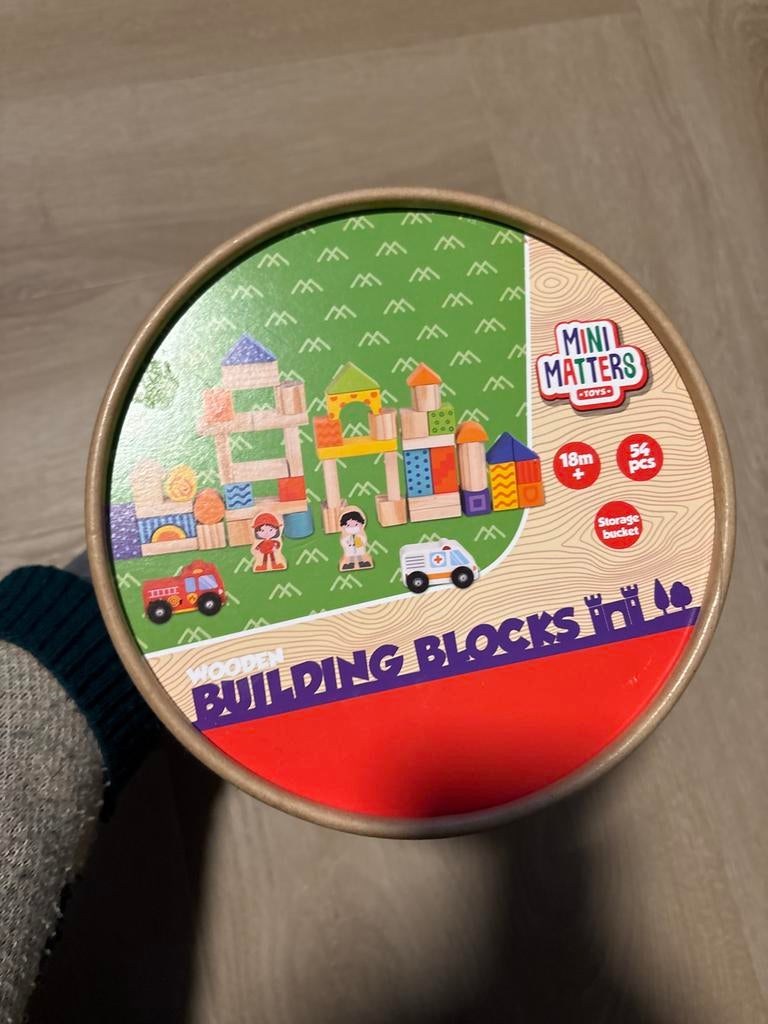 MINI
MATTERS
TOYS
18m
+
54
pcs
Storage
bucket
WOODEN
BUILDING BLOCKS